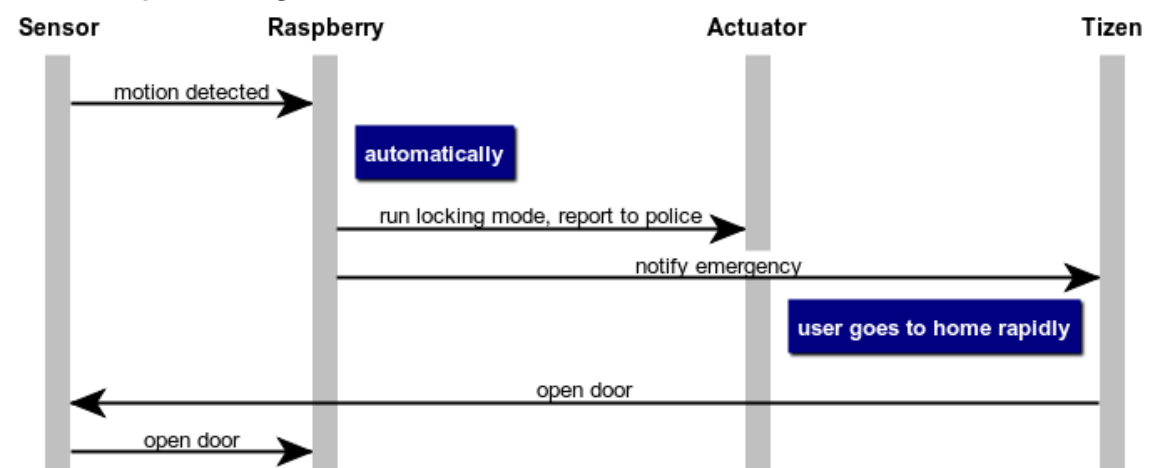 Sensor Raspberry Actuator Tizen
motion detected
automatically
run locking mode, report to police
notify emergency
user goes to home rapidly
open door
open door